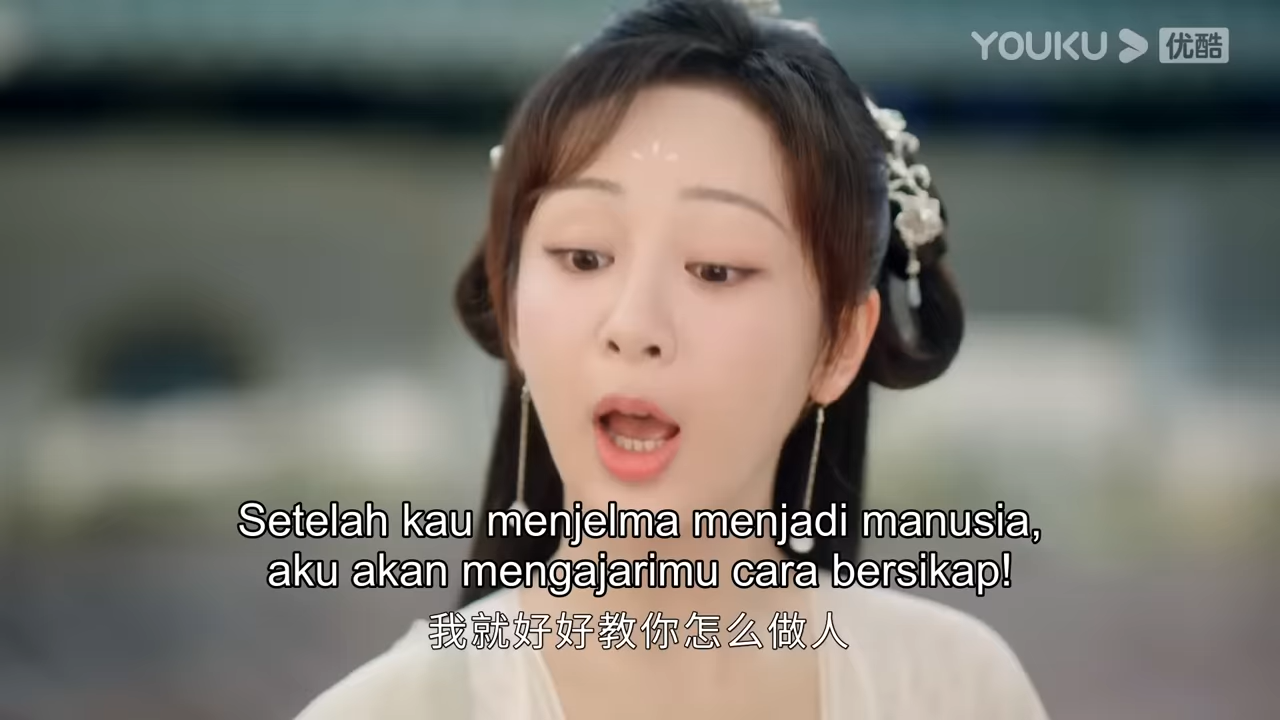 YOUKU 优酷
Setelah kau menjelma menjadi manusia,
aku akan mengajarimu cara bersikap!
我就好好教你怎么做人